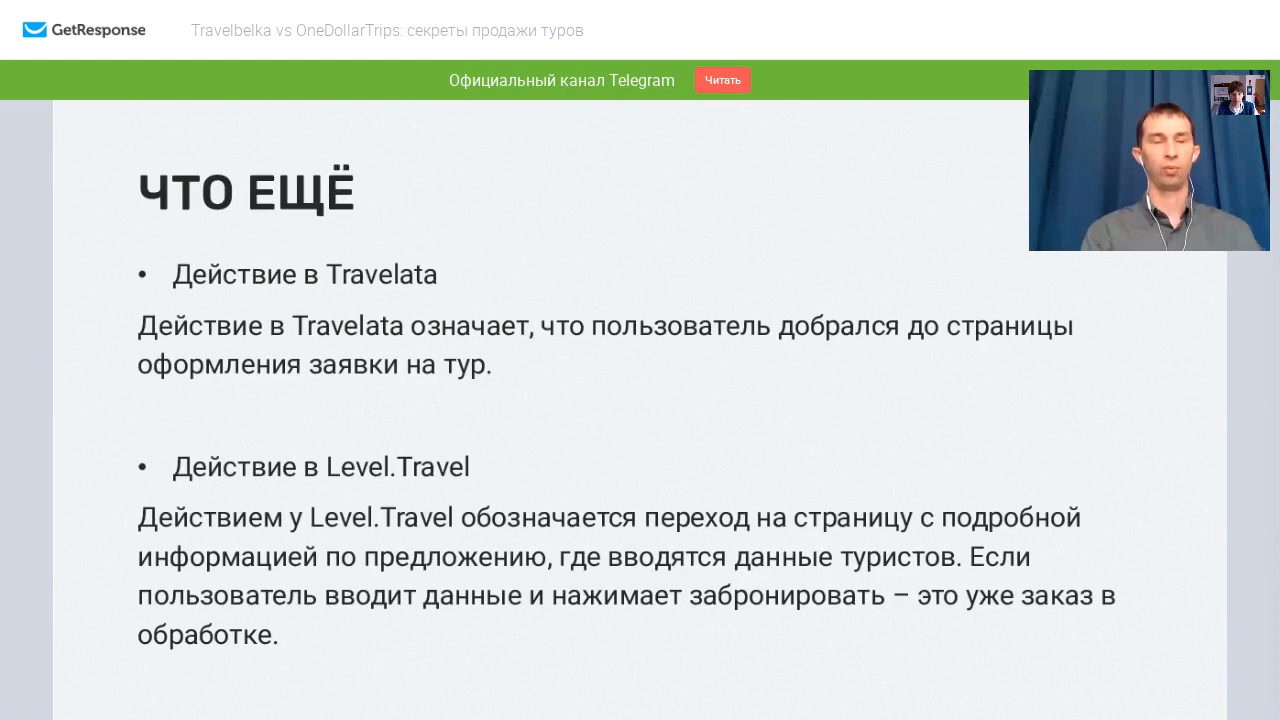 GetResponse
Travelbelka vs OneDollarTrips: секреты продажи туров
Официальный канал Telegram
Читать
ЧТО ЕЩЁ
• Действие в Travelata
Действие в Travelata означает, что пользователь добрался до страницы
оформления заявки на тур.
• Действие в Level.Travel
Действием у Level.Travel обозначается переход на страницу с подробной
информацией по предложению, где вводятся данные туристов. Если
пользователь вводит данные и нажимает забронировать – это уже заказ в
обработке.